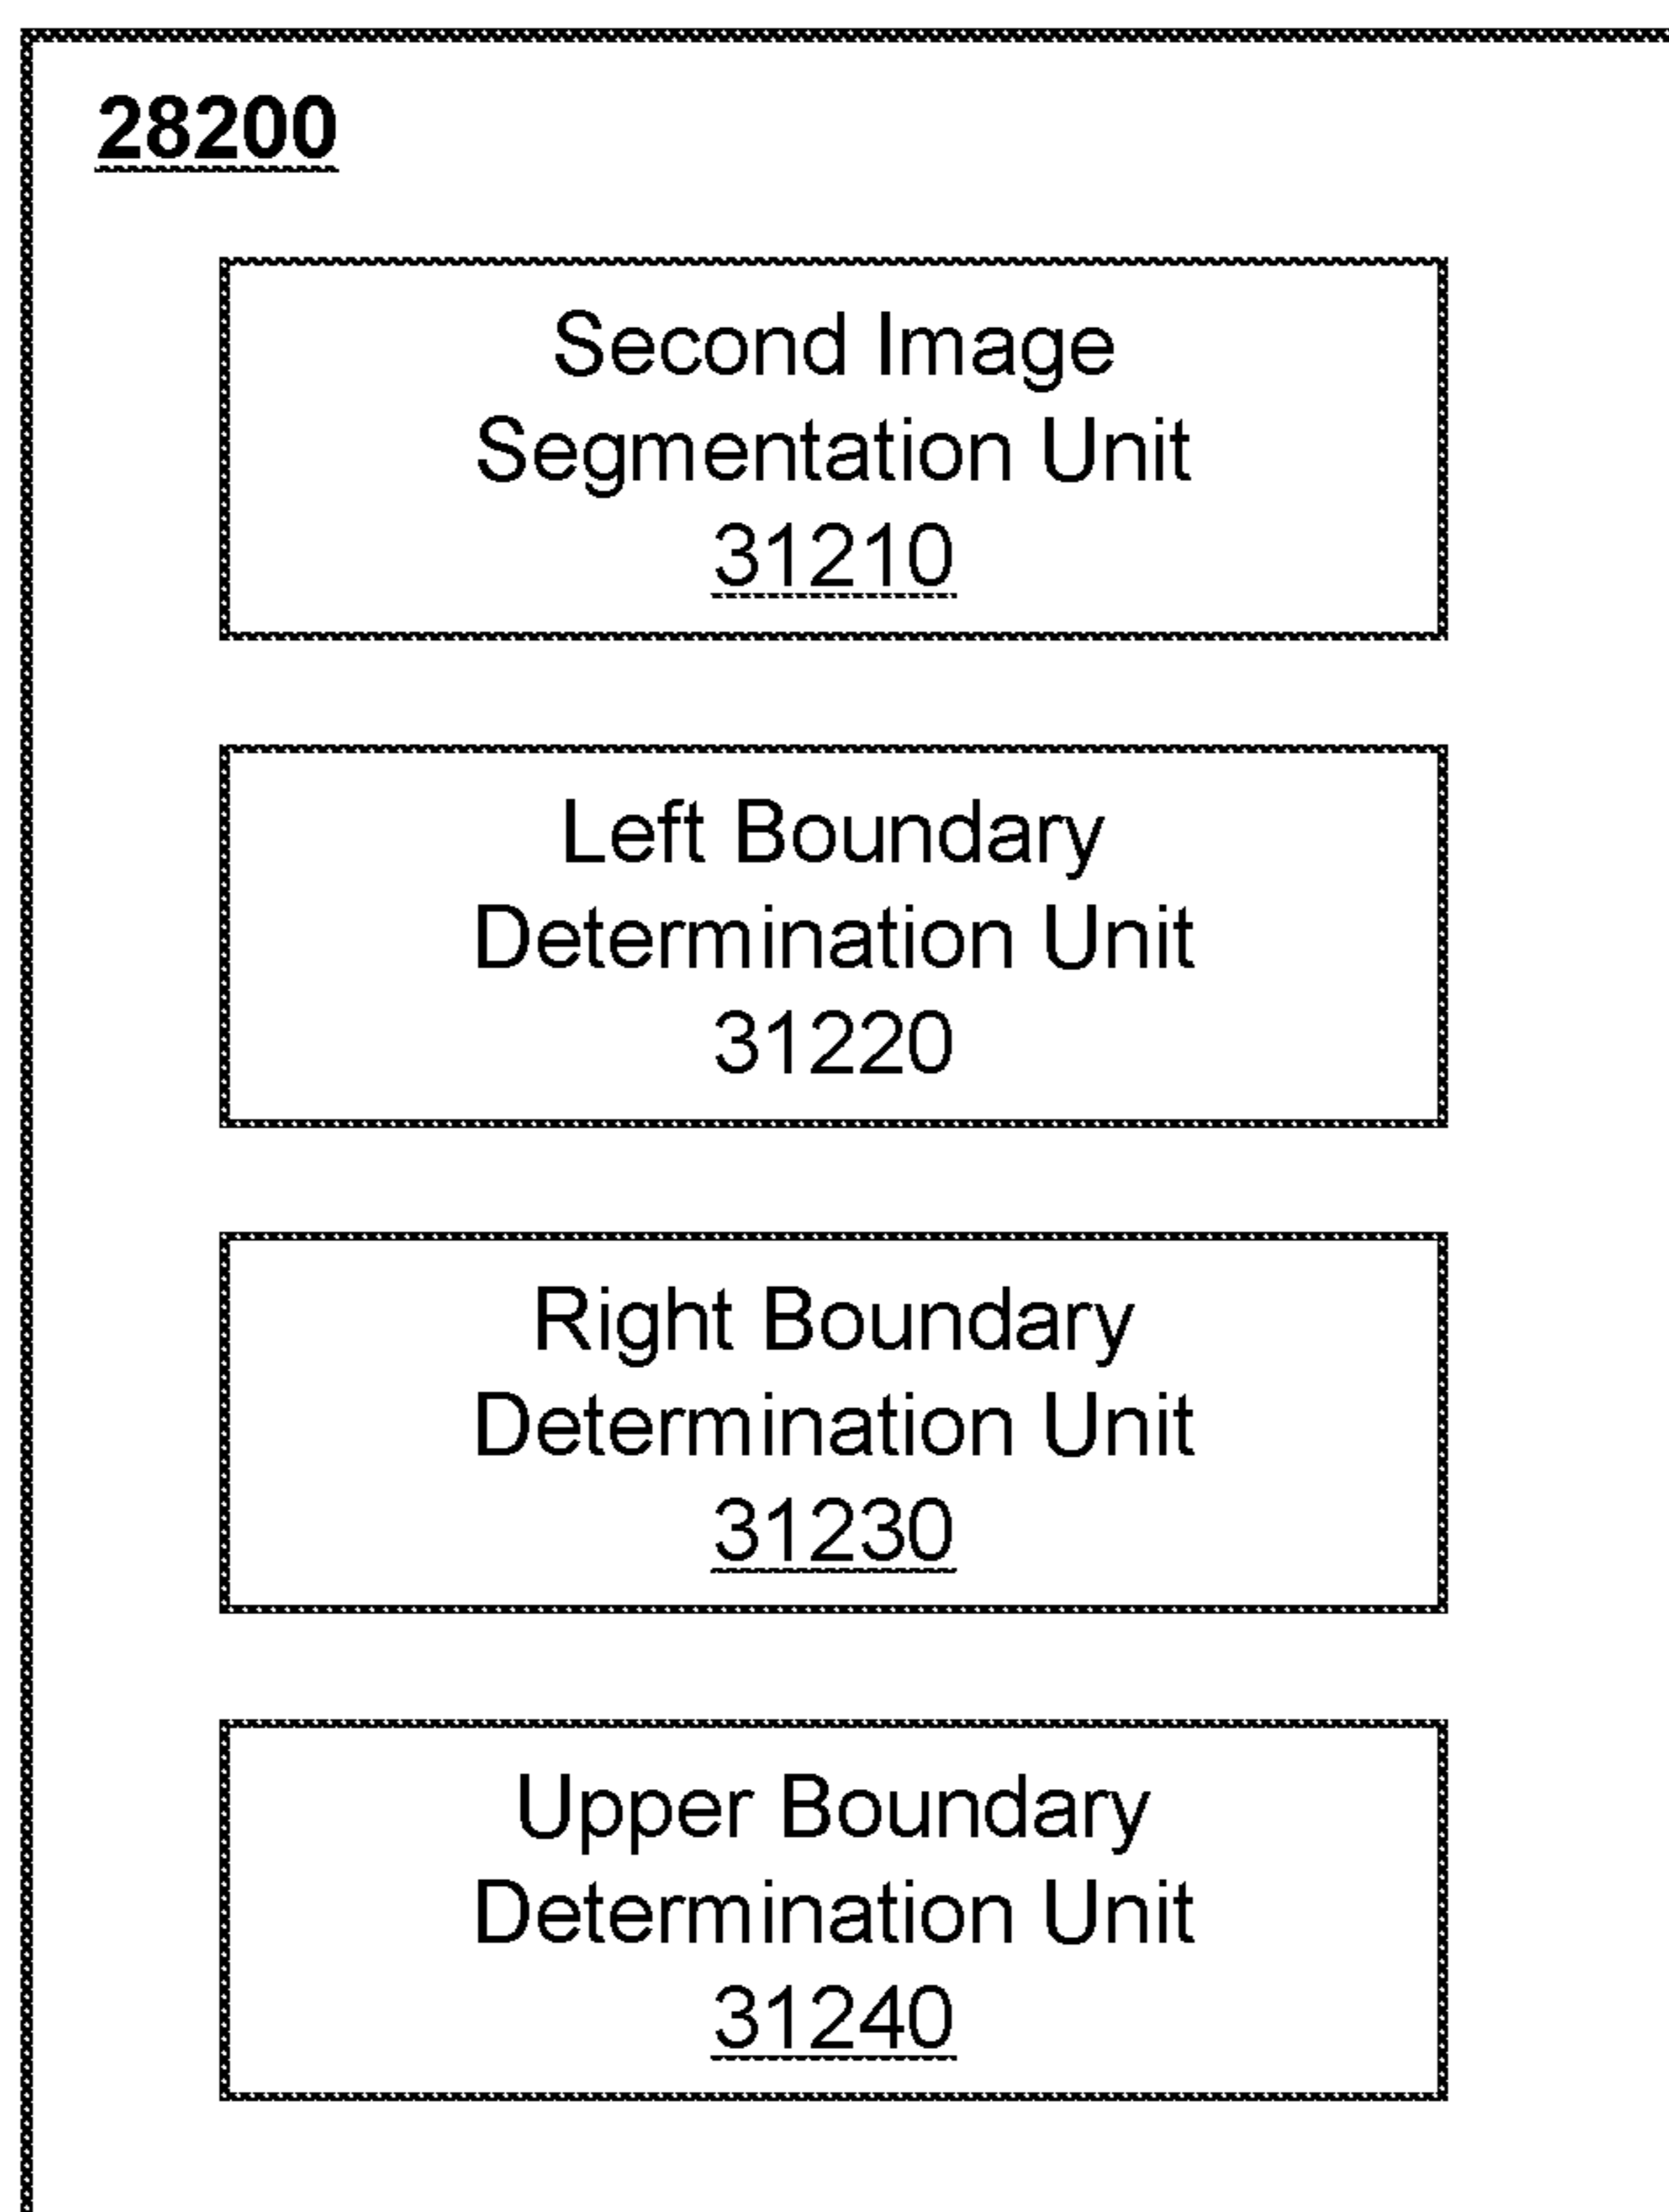 28200
Second Image
Segmentation Unit
31210
Left Boundary
Determination Unit
31220
Right Boundary
Determination Unit
31230
Upper Boundary
Determination Unit
31240